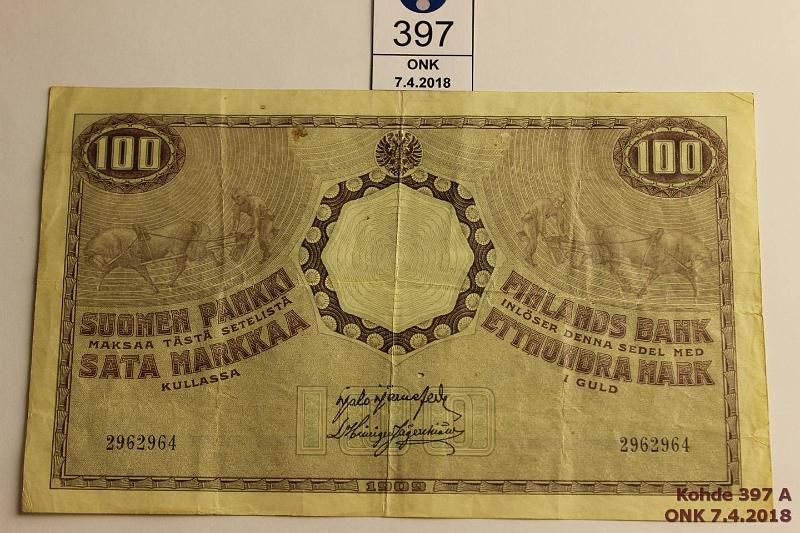 397
ONK
7.4.2018
100
100
SUOMEN PANKKI
MAKSAA TÄSTÄ SETELISTÄ
SATA MARKKAA
KULLASSA
FINLANDS BANK
INLÖSER DENNA SEDEL MED
ETTHUNDRA MARK
I GULD
100
2962964
2962964
1909
Kohde 397 A
ONK 7.4.2018